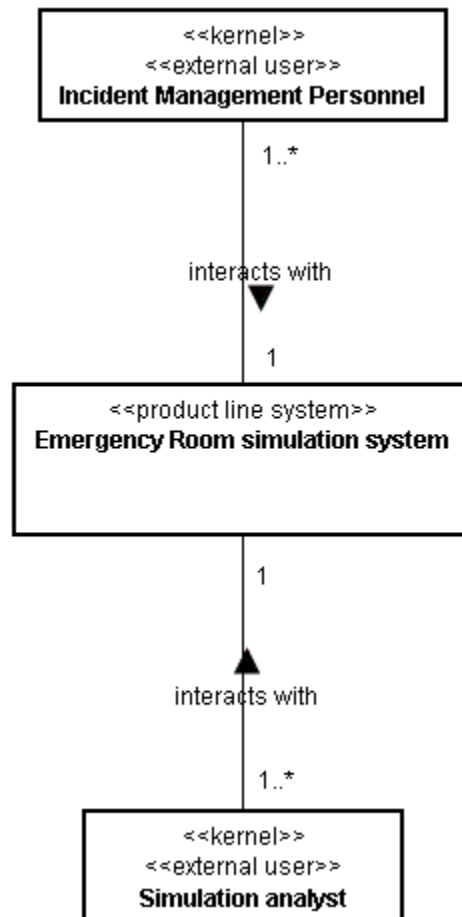 <<kernel>>
<<external user>>
Incident Management Personnel
1..*
interacts with
1
<<product line system>>
Emergency Room simulation system
1
interacts with
1..*
<<kernel>>
<<external user>>
Simulation analyst